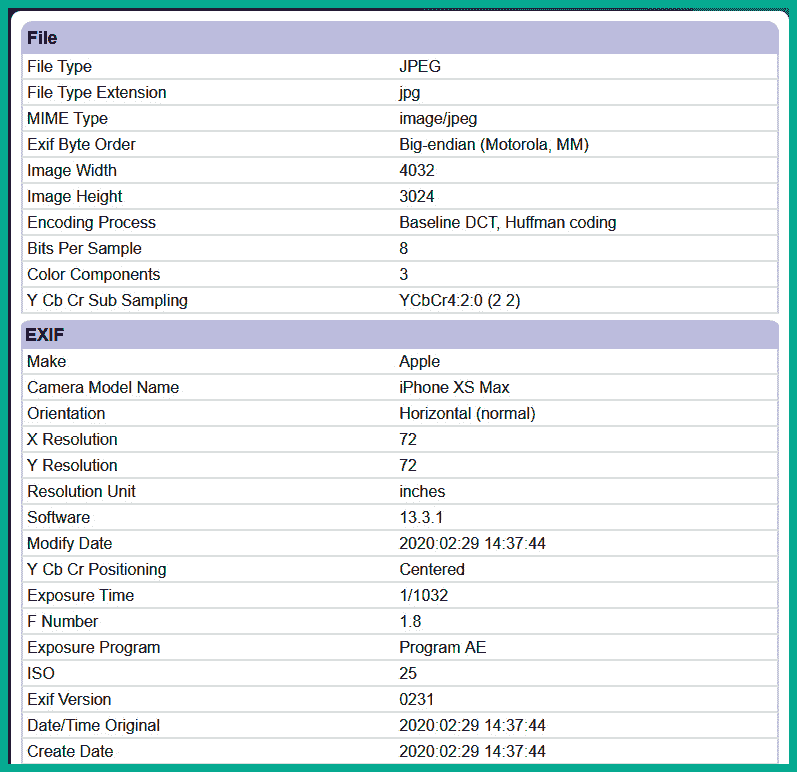 File
File Type JPEG
File Type Extension jpg
MIME Type image/jpeg
Exif Byte Order Big-endian (Motorola, MM)
Image Width 4032
Image Height 3024
Encoding Process Baseline DCT, Huffman coding
Bits Per Sample 8
Color Components 3
Y Cb Cr Sub Sampling YCbCr4:2:0 (2 2)
EXIF
Make Apple
Camera Model Name iPhone XS Max
Orientation Horizontal (normal)
X Resolution 72
Y Resolution 72
Resolution Unit inches
Software 13.3.1
Modify Date 2020:02:29 14:37:44
Y Cb Cr Positioning Centered
Exposure Time 1/1032
F Number 1.8
Exposure Program Program AE
ISO 25
Exif Version 0231
Date/Time Original 2020:02:29 14:37:44
Create Date 2020:02:29 14:37:44